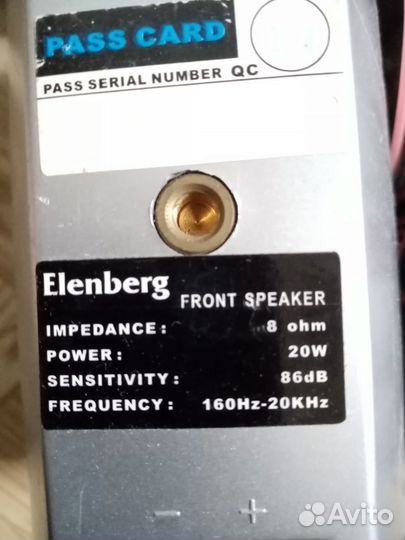 PASS CARD
PASS SERIAL NUMBER QC
Elenberg FRONT SPEAKER
IMPEDANCE: 8 ohm
POWER: 20W
SENSITIVITY: 86dB
FREQUENCY: 160Hz-20KHz
- +
Avito